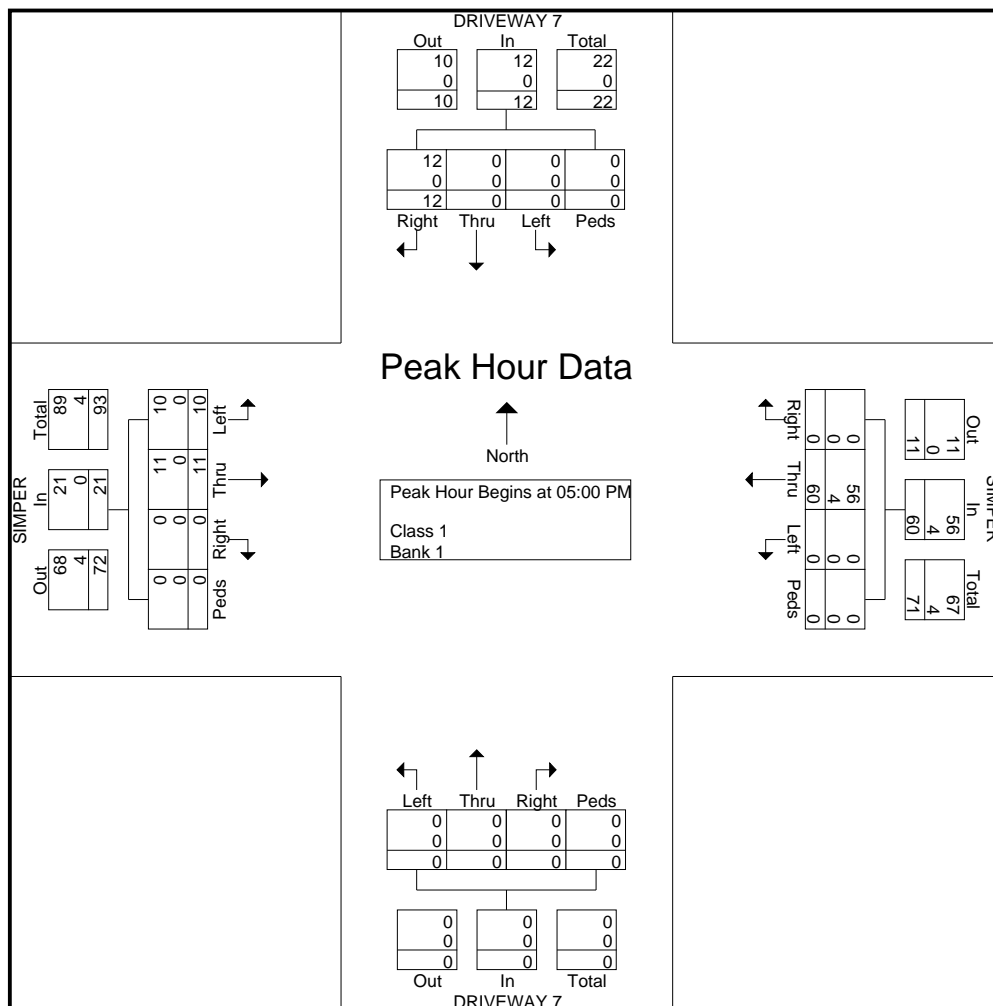 DRIVEWAY 7
Out In Total
10 12 22
0 0 0
10 12 22
12 0 0 0
0 0 0 0
12 0 0 0
Right Thru Left Peds
Peak Hour Data
North
Peak Hour Begins at 05:00 PM
Class 1
Bank 1
SIMPER
Out In Total
68 21 89
4 0 4
72 21 93
Peds Right Thru Left
0 0 11 10
0 0 0 0
0 0 11 10
SIMPER
Out In Total
11 56 67
0 4 4
11 60 71
Right Thru Left Peds
0 56 0 0
0 4 0 0
0 60 0 0
Left Thru Right Peds
0 0 0 0
0 0 0 0
0 0 0 0
0 0 0
0 0 0
0 0 0
Out In Total
DRIVEWAY 7